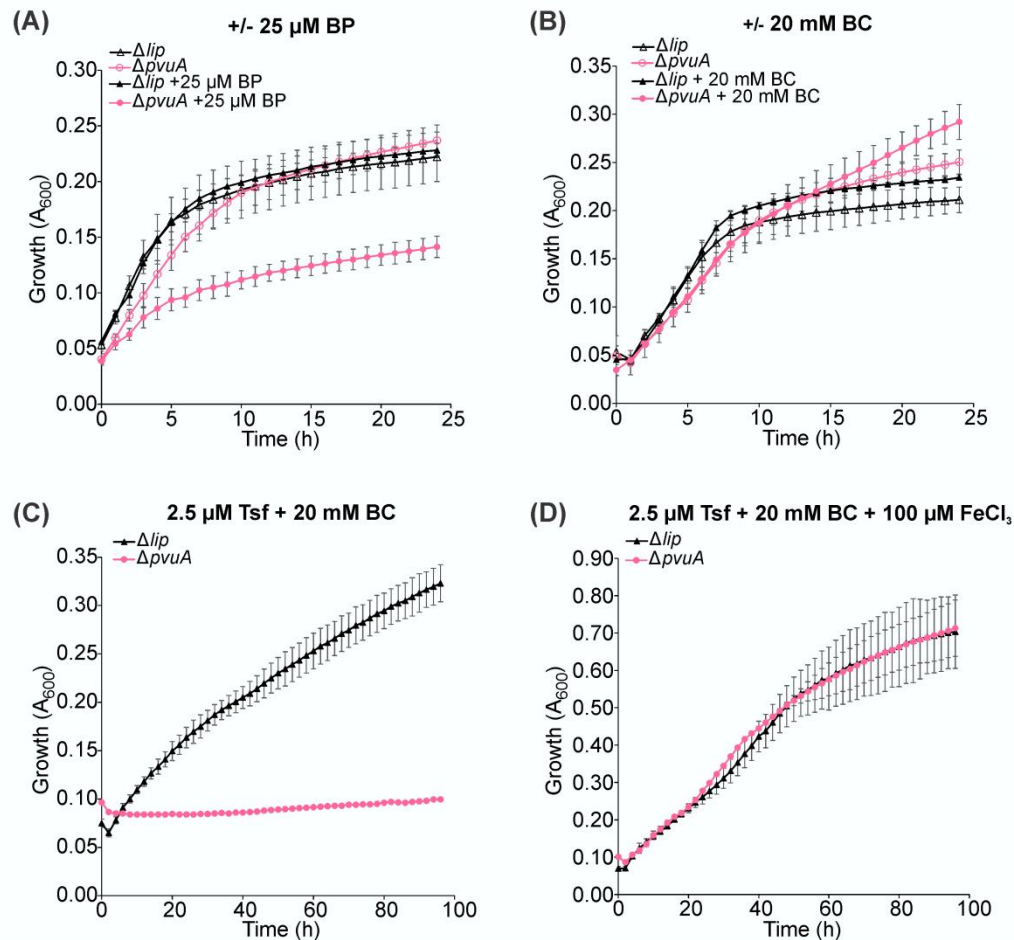 (A)
+/- 25 µM BP
Δlip
ΔpvuA
Δlip +25 µM BP
ΔpvuA +25 µM BP
0.30
0.25
0.20
0.15
0.10
0.05
0.00
Growth (A600)
0 5 10 15 20 25
Time (h)
(B)
+/- 20 mM BC
Δlip
ΔpvuA
Δlip + 20 mM BC
ΔpvuA + 20 mM BC
0.35
0.30
0.25
0.20
0.15
0.10
0.05
0.00
Growth (A600)
0 5 10 15 20 25
Time (h)
(C)
2.5 µM Tsf + 20 mM BC
Δlip
ΔpvuA
0.35
0.30
0.25
0.20
0.15
0.10
0.05
0.00
Growth (A600)
0 20 40 60 80 100
Time (h)
(D)
2.5 µM Tsf + 20 mM BC + 100 µM FeCl3
Δlip
ΔpvuA
0.90
0.80
0.70
0.60
0.50
0.40
0.30
0.20
0.10
0.00
Growth (A600)
0 20 40 60 80 100
Time (h)